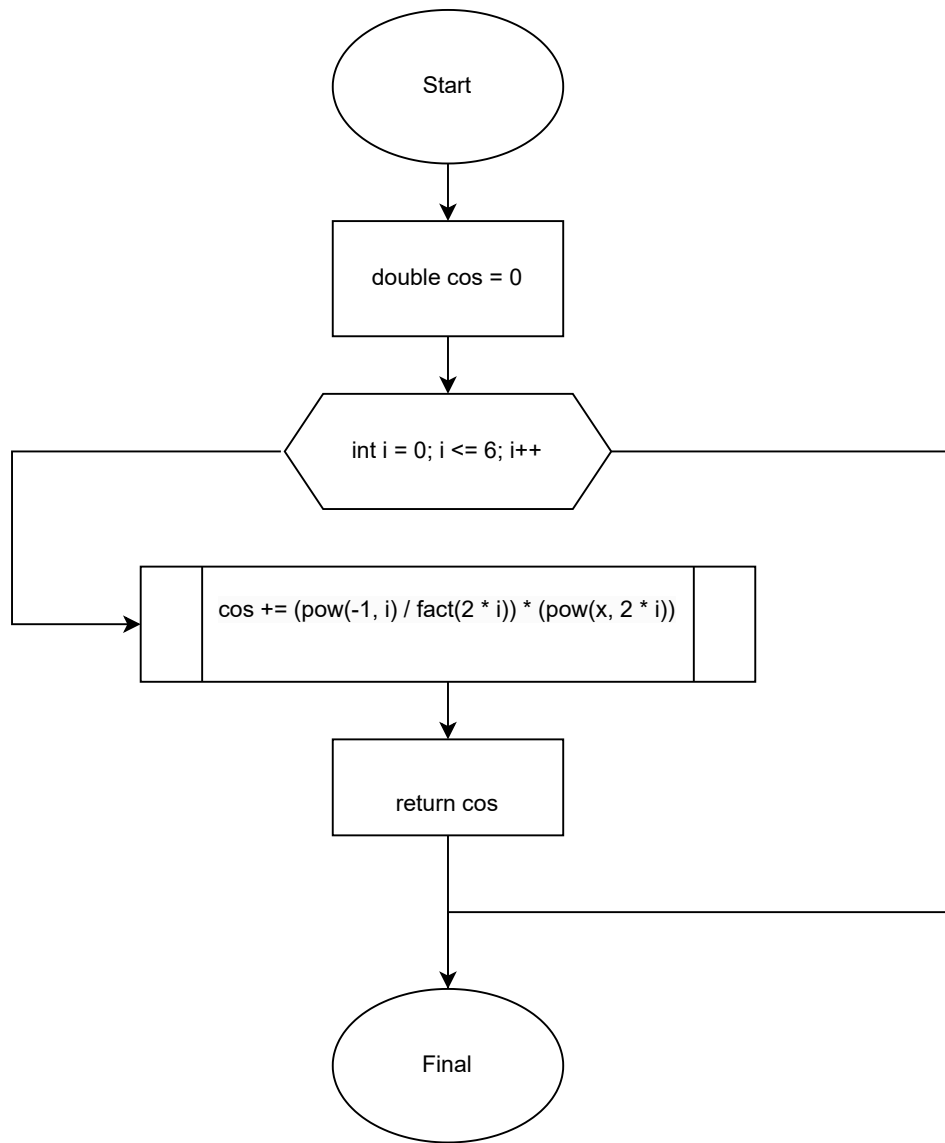 Start
double cos = 0
int i = 0; i <= 6; i++
cos += (pow(-1, i) / fact(2 * i)) * (pow(x, 2 * i))
return cos
Final